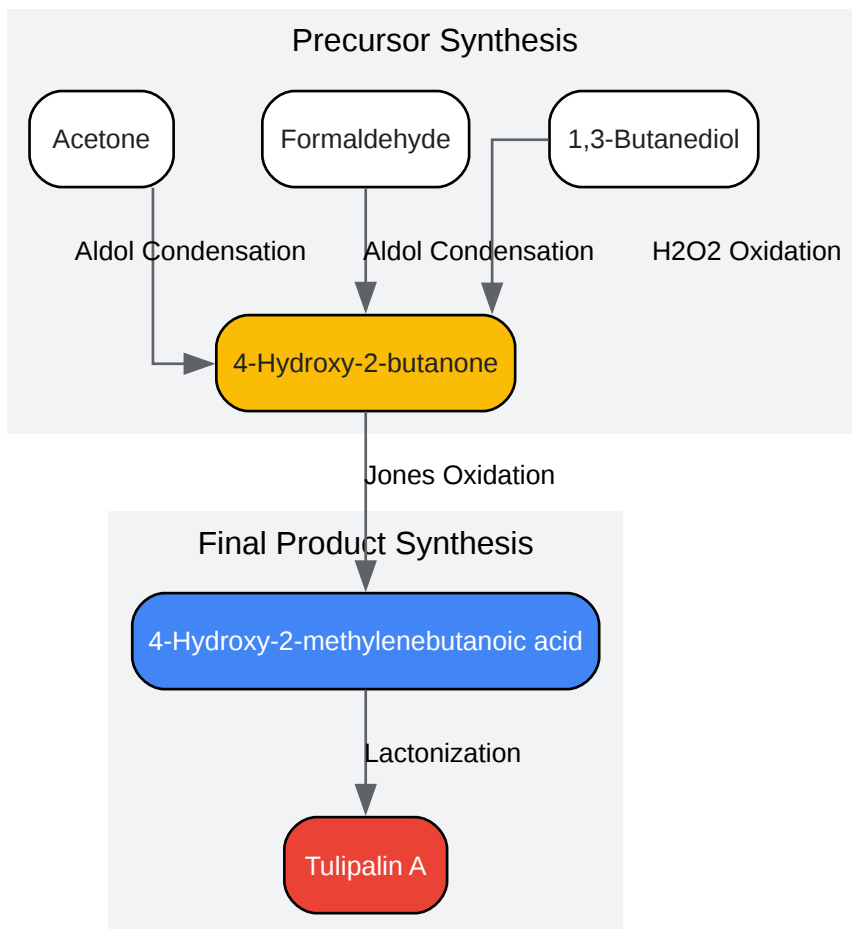 Precursor Synthesis
Acetone
Formaldehyde
1,3-Butanediol
Aldol Condensation
Aldol Condensation
H2O2 Oxidation
4-Hydroxy-2-butanone
Jones Oxidation
Final Product Synthesis
4-Hydroxy-2-methylenebutanoic acid
Lactonization
Tulipalin A